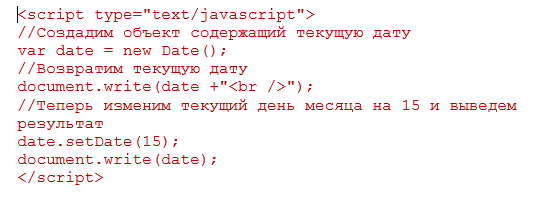 <script type="text/javascript">
//Создадим объект содержащий текущую дату
var date = new Date();
//Возвратим текущую дату
document.write(date +"<br />");
//Теперь изменим текущий день месяца на 15 и выведем
результат
date.setDate(15);
document.write(date);
</script>